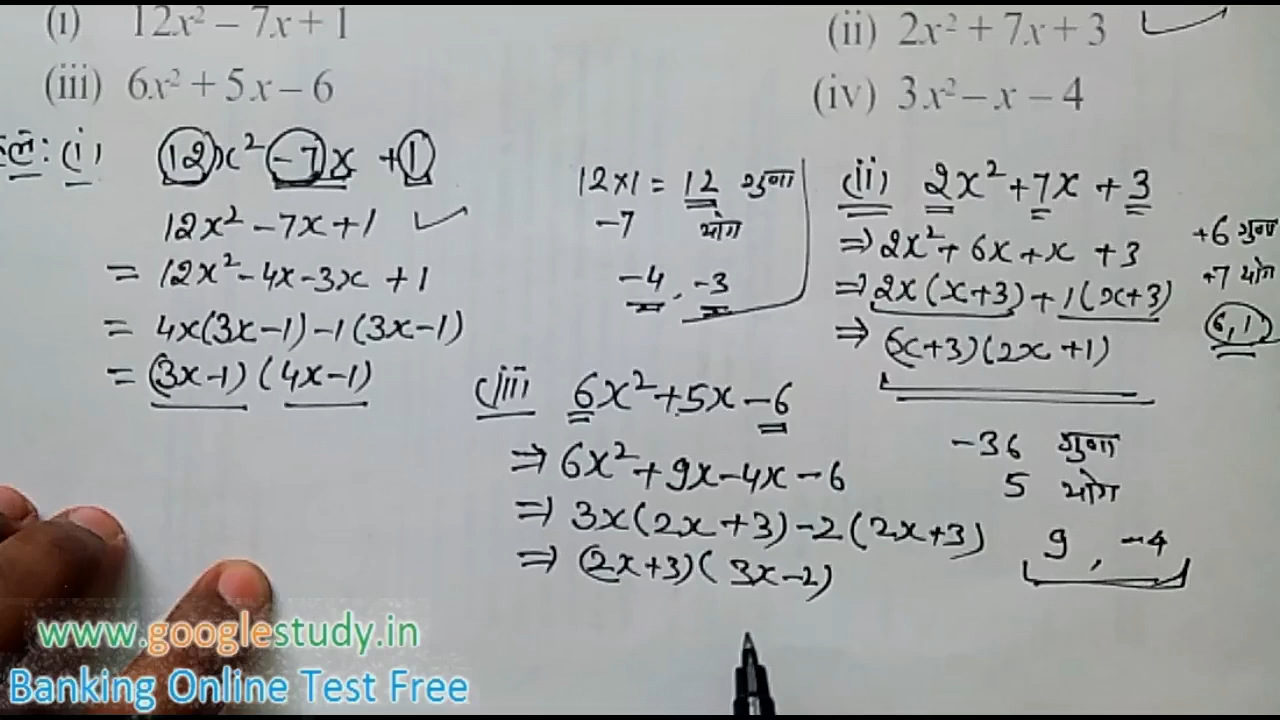 (i) 12x² − 7x + 1
(ii) 2x² + 7x + 3
(iii) 6x² + 5x − 6
(iv) 3x² − x − 4
(i) 12x² −7x +1
12x² − 7x + 1
= 12x² − 4x − 3x + 1
= 4x(3x−1) − 1(3x−1)
= (3x−1)(4x−1)
12×1 = 12 गुणा
−7 योग
−4, −3
(ii) 2x² + 7x + 3
⇒ 2x² + 6x + x + 3
⇒ 2x(x+3) + 1(x+3)
⇒ (x+3)(2x+1)
+6 गुणा
+7 योग
6, 1
(iii) 6x² + 5x − 6
⇒ 6x² + 9x − 4x − 6
⇒ 3x(2x+3) − 2(2x+3)
⇒ (2x+3)(3x−2)
−36 गुणा
5 योग
9, −4
www.googlestudy.in
Banking Online Test Free